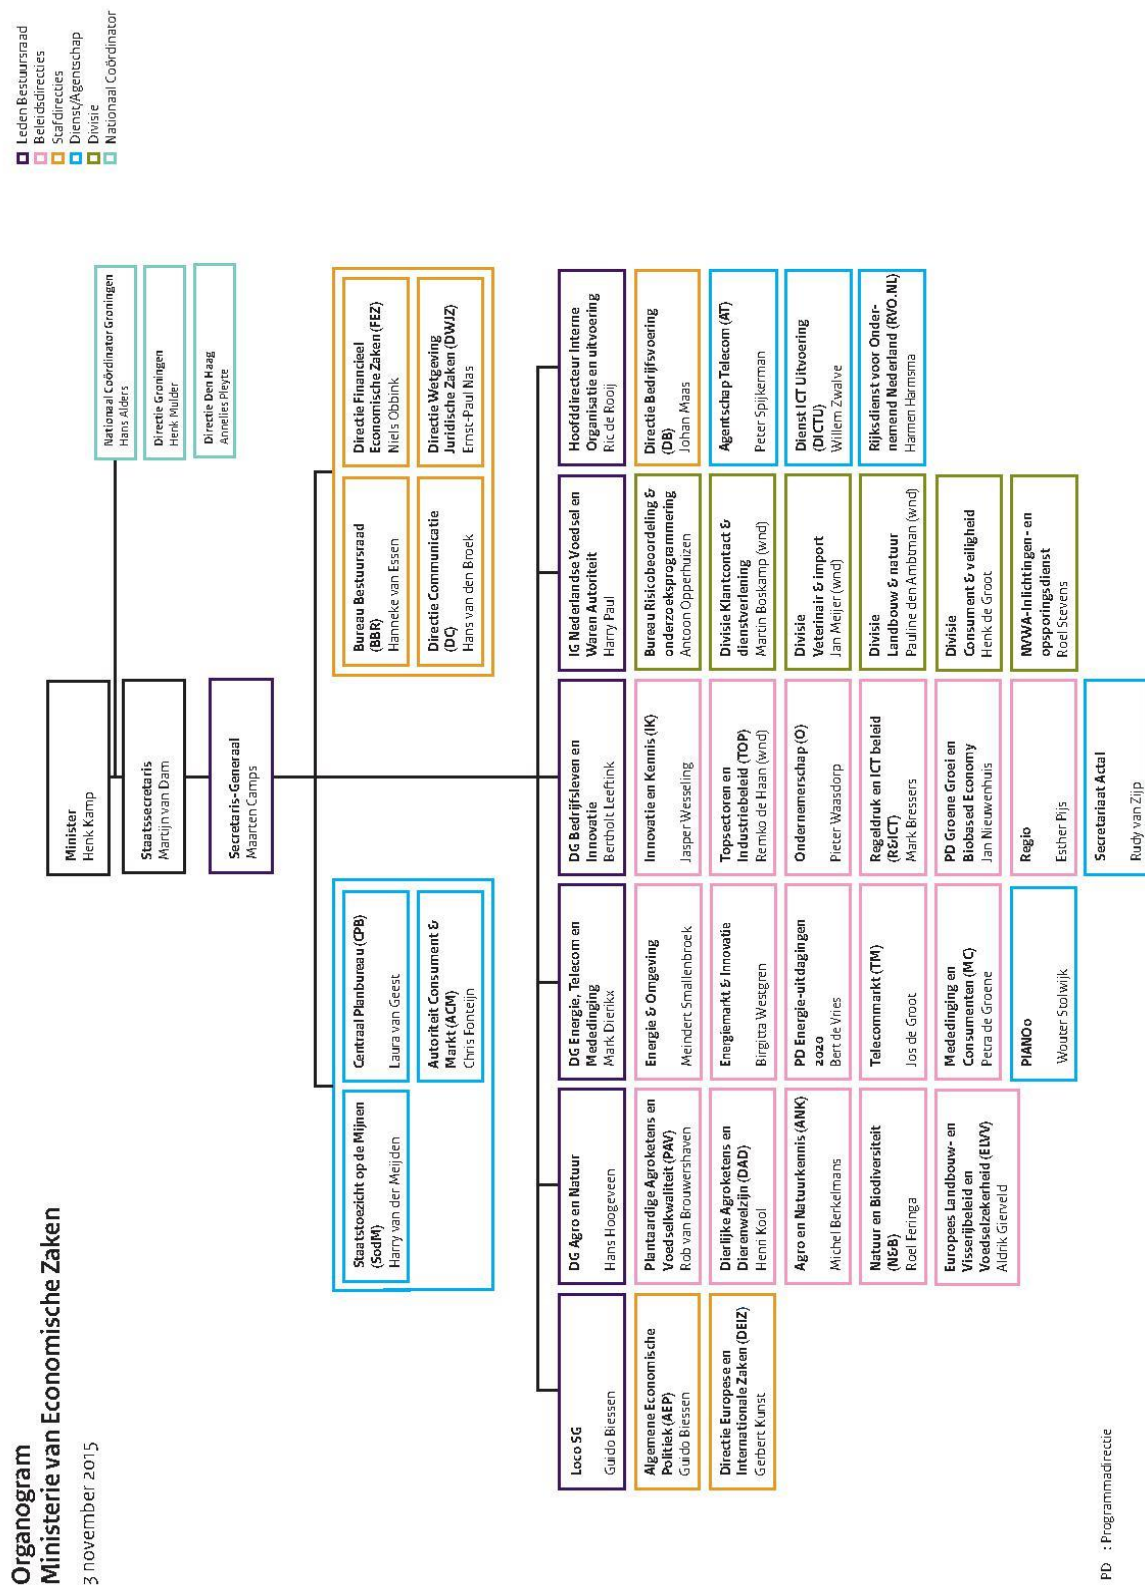 Organogram
Ministerie van Economische Zaken
3 november 2015
Leden Bestuursraad
Beleidsdirecties
Stafdirecties
Dienst/Agentschap
Divisie
Nationaal Coördinator
Minister
Henk Kamp
Staatssecretaris
Martijn van Dam
Secretaris-Generaal
Maarten Camps
Nationaal Coördinator Groningen
Hans Alders
Directie Groningen
Henk Mulder
Directie Den Haag
Annelies Pleyte
Staatstoezicht op de Mijnen
(SodM)
Harry van der Meijden
Centraal Planbureau (CPB)
Laura van Geest
Autoriteit Consument &
Markt (ACM)
Chris Fonteijn
Bureau Bestuursraad
(BBR)
Hanneke van Essen
Directie Financieel
Economische Zaken (FEZ)
Niels Obbink
Directie Communicatie
(DC)
Hans van den Broek
Directie Wetgeving
Juridische Zaken (DWJZ)
Ernst-Paul Nas
Loco SG
Guido Biessen
Algemene Economische
Politiek (AEP)
Guido Biessen
Directie Europese en
Internationale Zaken (DEIZ)
Gerbert Kunst
DG Agro en Natuur
Hans Hoogeveen
Plantaardige Agroketens en
Voedselkwaliteit (PAV)
Rob van Brouwershaven
Dierlijke Agroketens en
Dierenwelzijn (DAD)
Henri Kool
Agro en Natuurkennis (ANK)
Michel Berkelmans
Natuur en Biodiversiteit
(N&B)
Roel Feringa
Europees Landbouw- en
Visserijbeleid en
Voedselzekerheid (ELVV)
Aldrik Gierveld
DG Energie, Telecom en
Mededinging
Mark Dierikx
Energie & Omgeving
Meindert Smallenbroek
Energiemarkt & Innovatie
Birgitta Westgren
PD Energie-uitdagingen
2020
Bert de Vries
Telecommarkt (TM)
Jos de Groot
Mededinging en
Consumenten (MC)
Petra de Groene
PIANOo
Wouter Stolwijk
DG Bedrijfsleven en
Innovatie
Bertholt Leeftink
Innovatie en Kennis (IK)
Jasper Wesseling
Topsectoren en
Industriebeleid (TOP)
Remko de Haan (wnd)
Ondernemerschap (O)
Pieter Waasdorp
Regeldruk en ICT beleid
(R&ICT)
Mark Bressers
PD Groene Groei en
Biobased Economy
Jan Nieuwenhuis
Regio
Esther Pijs
Secretariaat Actal
Rudy van Zijp
IG Nederlandse Voedsel en
Waren Autoriteit
Harry Paul
Bureau Risicobeoordeling &
onderzoeksprogrammering
Antoon Opperhuizen
Divisie Klantcontact &
dienstverlening
Martin Boskamp (wnd)
Divisie
Veterinair & import
Jan Meijer (wnd)
Divisie
Landbouw & natuur
Pauline den Ambtman (wnd)
Divisie
Consument & veiligheid
Henk de Groot
NVWA-Inlichtingen- en
opsporingsdienst
Roel Stevens
Hoofddirecteur Interne
Organisatie en uitvoering
Ric de Rooij
Directie Bedrijfsvoering
(DB)
Johan Maas
Agentschap Telecom (AT)
Peter Spijkerman
Dienst ICT Uitvoering
(DICTU)
Willem Zwalve
Rijksdienst voor Onder-
nemend Nederland (RVO.NL)
Harmen Harmsma
PD : Programmadirectie